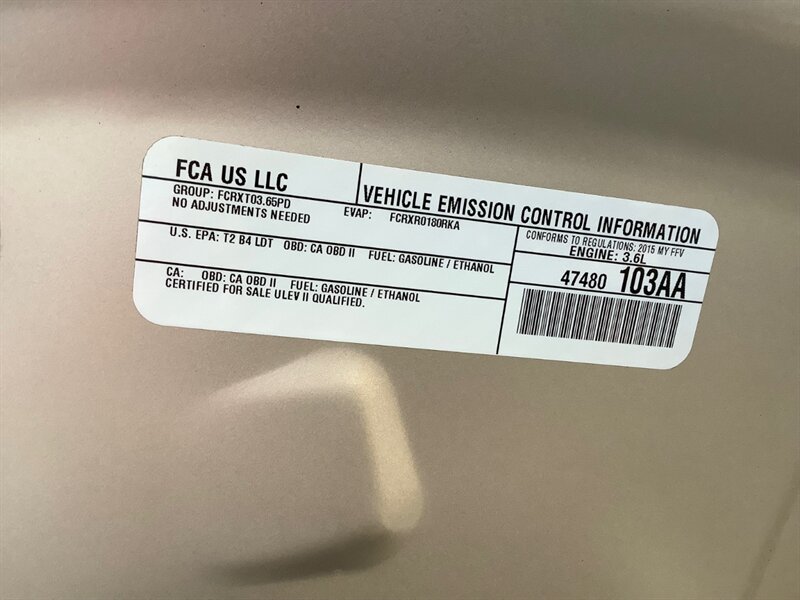 FCA US LLC
VEHICLE EMISSION CONTROL INFORMATION
GROUP: FCRXT03.65PD
EVAP: FCRXR0180RKA
NO ADJUSTMENTS NEEDED
CONFORMS TO REGULATIONS: 2015 MY FFV
ENGINE: 3.6L
U.S. EPA: T2 B4 LDT OBD: CA OBD II FUEL: GASOLINE / ETHANOL
CA: OBD: CA OBD II FUEL: GASOLINE / ETHANOL
CERTIFIED FOR SALE ULEV II QUALIFIED.
47480 103AA